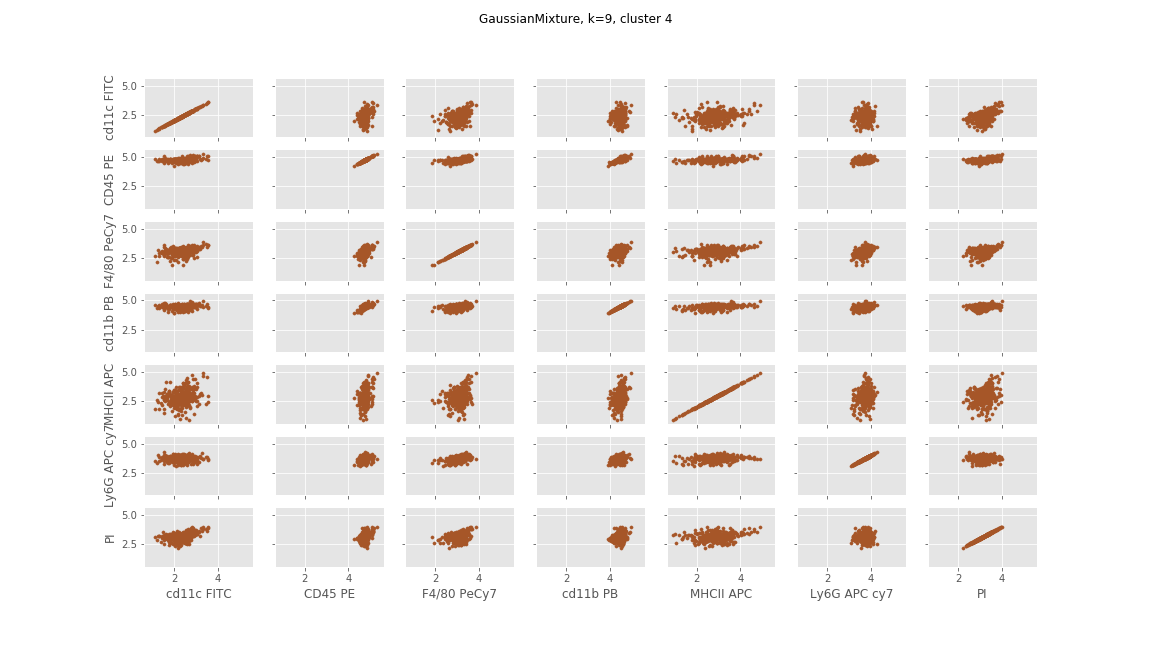 GaussianMixture, k=9, cluster 4
cd11c FITC
5.0
2.5
CD45 PE
5.0
2.5
F4/80 PeCy7
5.0
2.5
cd11b PB
5.0
2.5
MHCII APC
5.0
2.5
Ly6G APC cy7
5.0
2.5
PI
5.0
2.5
2 4 2 4 2 4 2 4 2 4 2 4 2 4
cd11c FITC CD45 PE F4/80 PeCy7 cd11b PB MHCII APC Ly6G APC cy7 PI